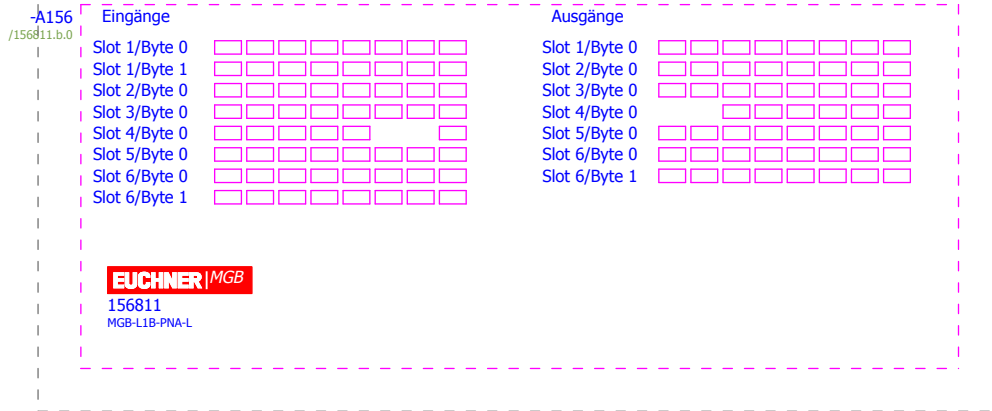 -A156
/156811.b.0
Eingänge
Slot 1/Byte 0
Slot 1/Byte 1
Slot 2/Byte 0
Slot 3/Byte 0
Slot 4/Byte 0
Slot 5/Byte 0
Slot 6/Byte 0
Slot 6/Byte 1
Ausgänge
Slot 1/Byte 0
Slot 2/Byte 0
Slot 3/Byte 0
Slot 4/Byte 0
Slot 5/Byte 0
Slot 6/Byte 0
Slot 6/Byte 1
EUCHNER|MGB
156811
MGB-L1B-PNA-L